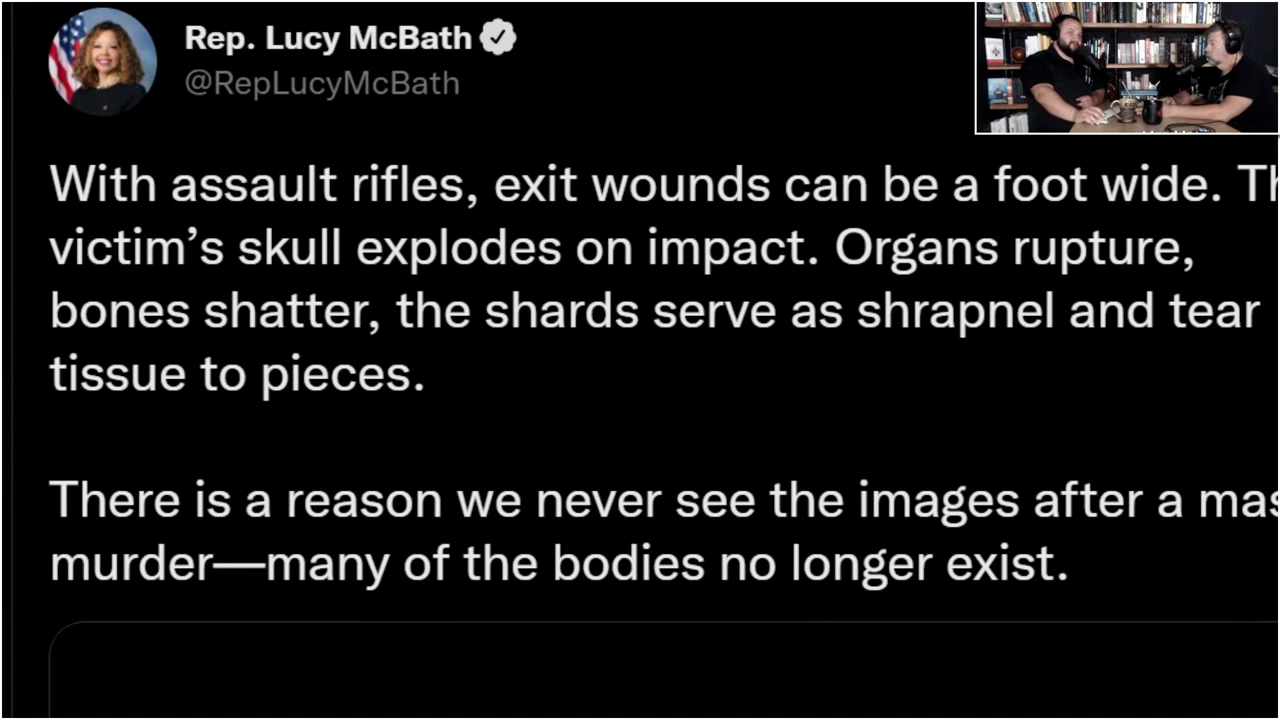 Rep. Lucy McBath
@RepLucyMcBath
With assault rifles, exit wounds can be a foot wide.
victim’s skull explodes on impact. Organs rupture,
bones shatter, the shards serve as shrapnel and tear
tissue to pieces.
There is a reason we never see the images after a
murder—many of the bodies no longer exist.